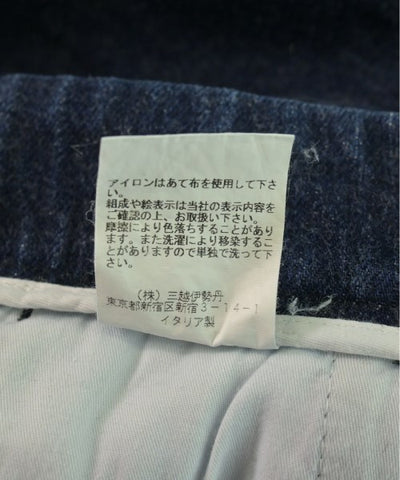 アイロンはあて布を使用して下さ
い。
組成や絵表示は当社の表示内容を
ご確認の上、お取扱い下さい。
摩擦により色落ちすることがあり
ます。また洗濯により移染するこ
とがありますので単独で洗って下
さい。
(株)三越伊勢丹
東京都新宿区新宿3-14-1
イタリア製